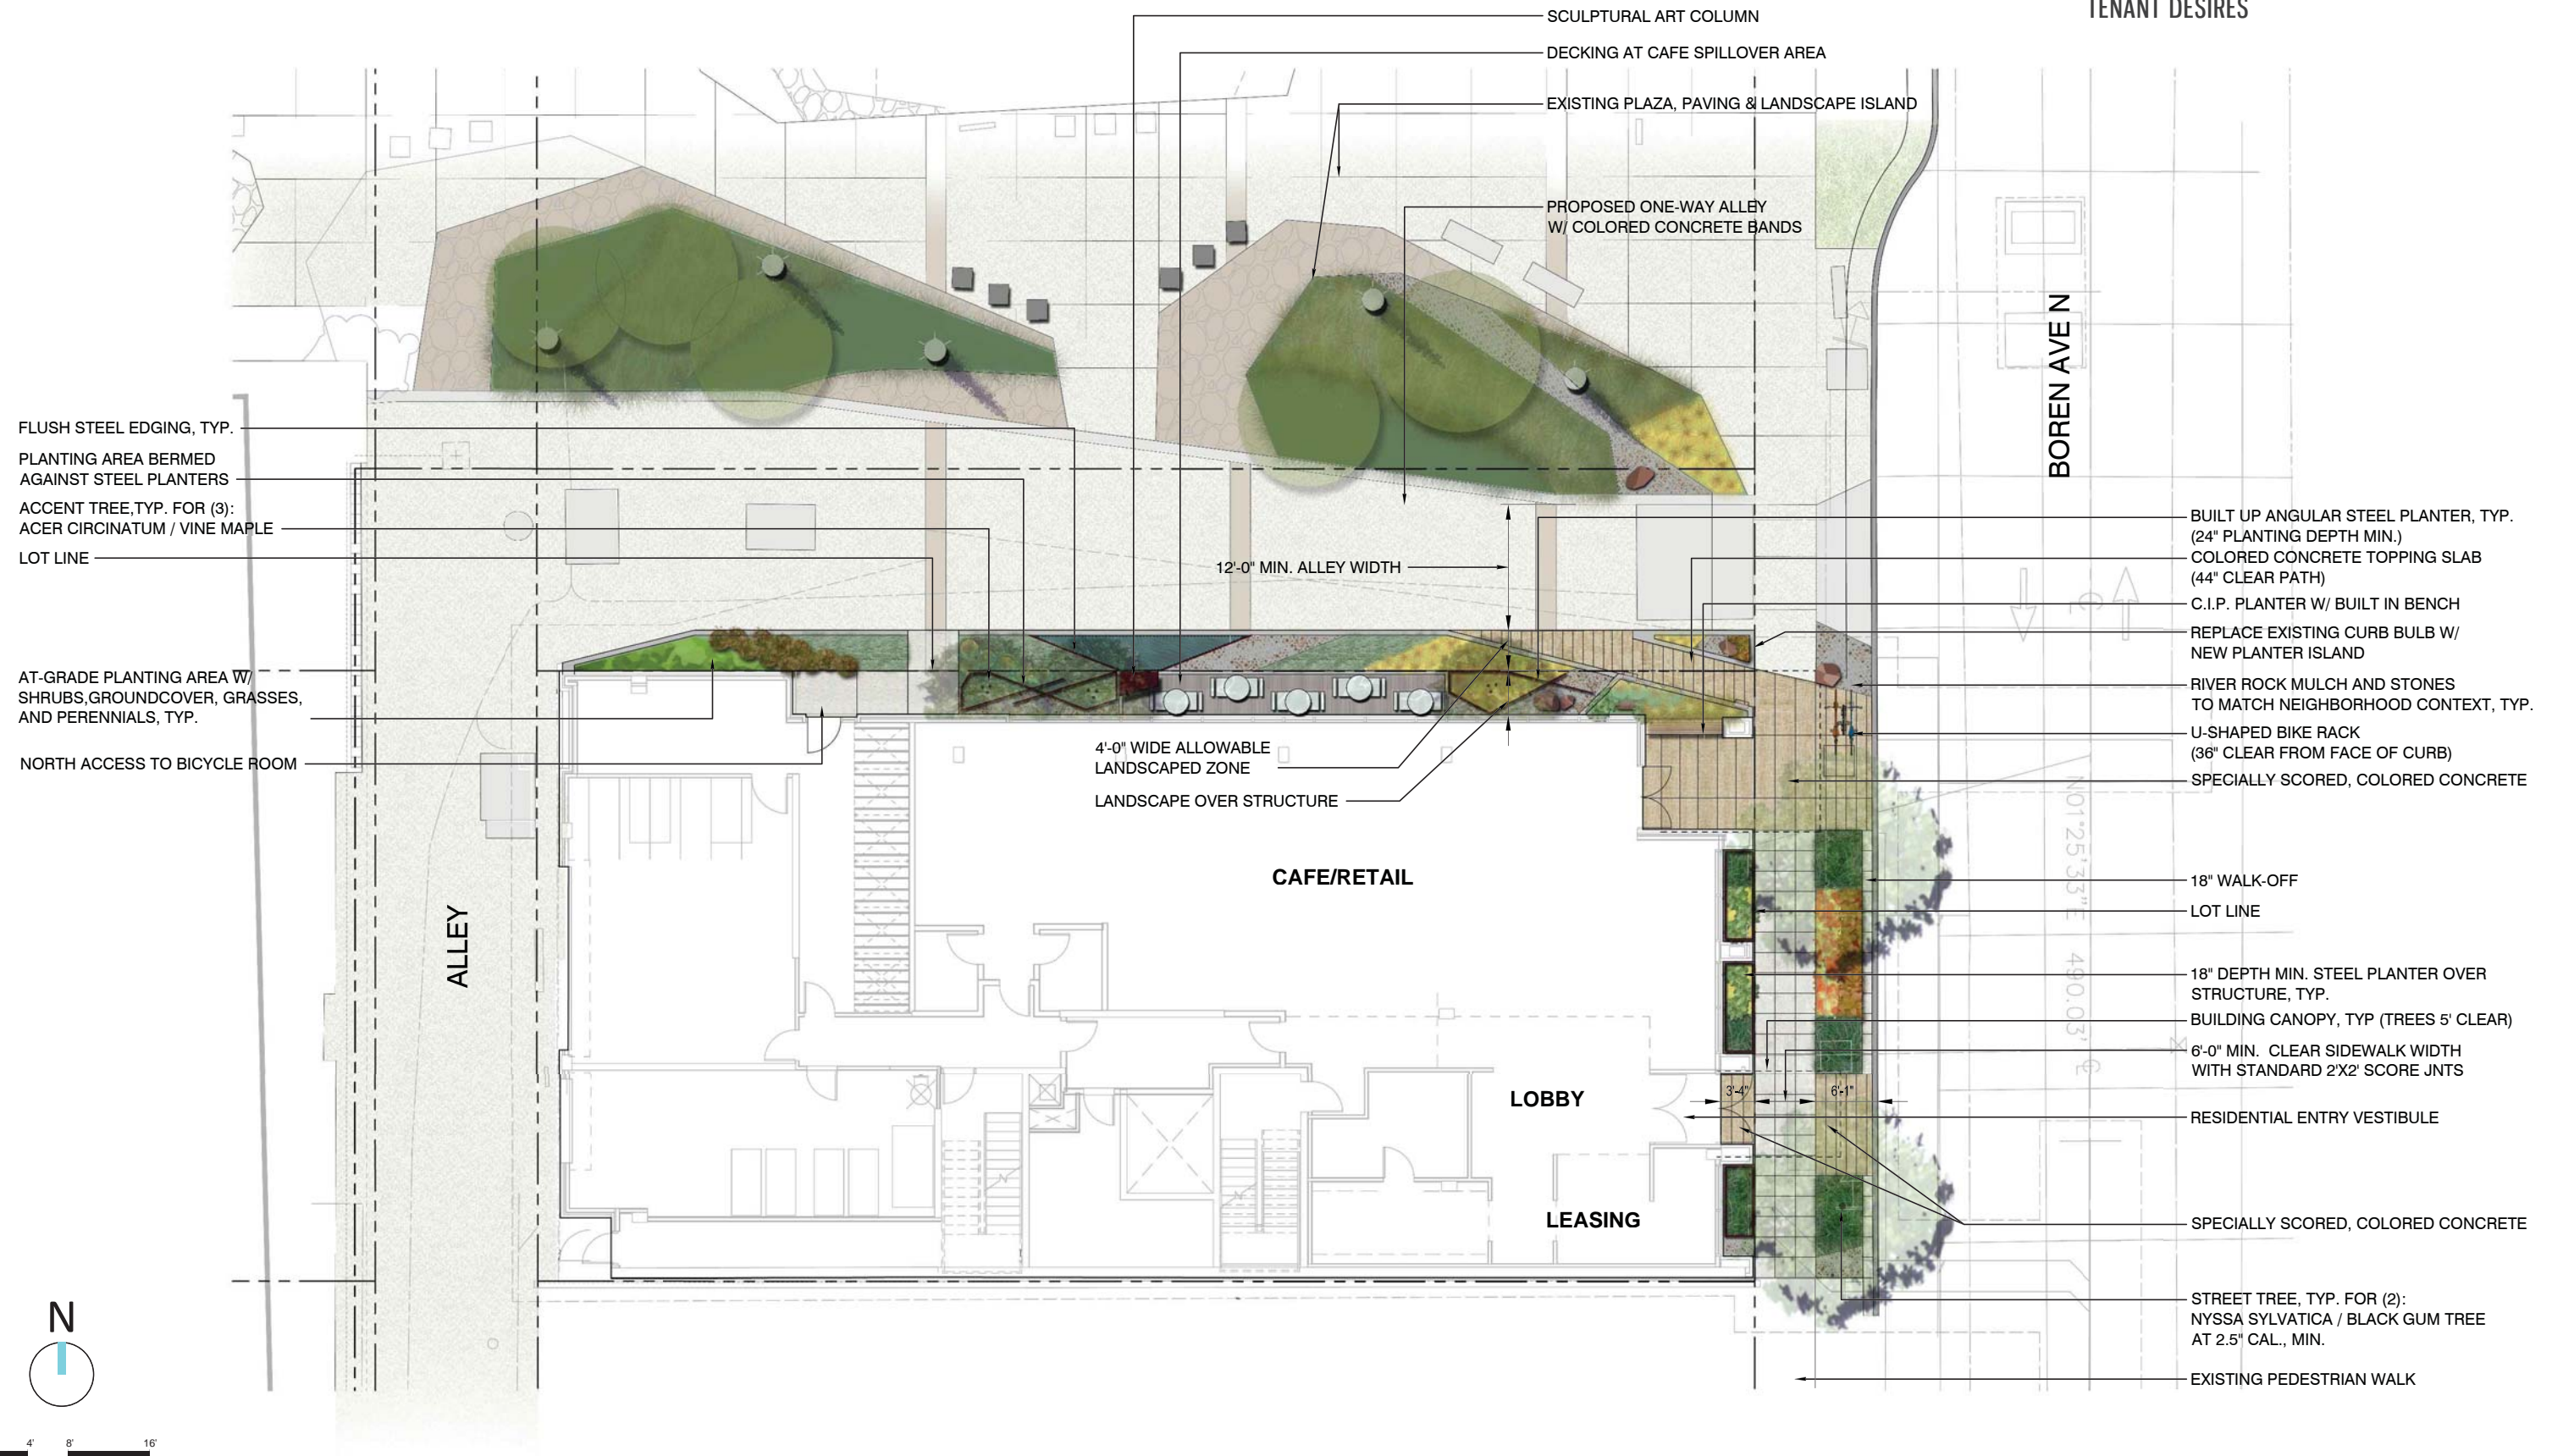 TENANT DESIRES
SCULPTURAL ART COLUMN
DECKING AT CAFE SPILLOVER AREA
EXISTING PLAZA, PAVING & LANDSCAPE ISLAND
PROPOSED ONE-WAY ALLEY
W/ COLORED CONCRETE BANDS
BOREN AVE N
FLUSH STEEL EDGING, TYP.
PLANTING AREA BERMED
AGAINST STEEL PLANTERS
ACCENT TREE,TYP. FOR (3):
ACER CIRCINATUM / VINE MAPLE
LOT LINE
AT-GRADE PLANTING AREA W/
SHRUBS,GROUNDCOVER, GRASSES,
AND PERENNIALS, TYP.
NORTH ACCESS TO BICYCLE ROOM
12'-0" MIN. ALLEY WIDTH
4'-0" WIDE ALLOWABLE
LANDSCAPED ZONE
LANDSCAPE OVER STRUCTURE
BUILT UP ANGULAR STEEL PLANTER, TYP.
(24" PLANTING DEPTH MIN.)
COLORED CONCRETE TOPPING SLAB
(44" CLEAR PATH)
C.I.P. PLANTER W/ BUILT IN BENCH
REPLACE EXISTING CURB BULB W/
NEW PLANTER ISLAND
RIVER ROCK MULCH AND STONES
TO MATCH NEIGHBORHOOD CONTEXT, TYP.
U-SHAPED BIKE RACK
(36" CLEAR FROM FACE OF CURB)
SPECIALLY SCORED, COLORED CONCRETE
18" WALK-OFF
LOT LINE
18" DEPTH MIN. STEEL PLANTER OVER
STRUCTURE, TYP.
BUILDING CANOPY, TYP (TREES 5' CLEAR)
6'-0" MIN. CLEAR SIDEWALK WIDTH
WITH STANDARD 2'X2' SCORE JNTS
RESIDENTIAL ENTRY VESTIBULE
SPECIALLY SCORED, COLORED CONCRETE
STREET TREE, TYP. FOR (2):
NYSSA SYLVATICA / BLACK GUM TREE
AT 2.5" CAL., MIN.
EXISTING PEDESTRIAN WALK
N01°25'33"E 490.03'
CAFE/RETAIL
ALLEY
LOBBY
3'-4"
6'-1"
LEASING
N
4'
8'
16'